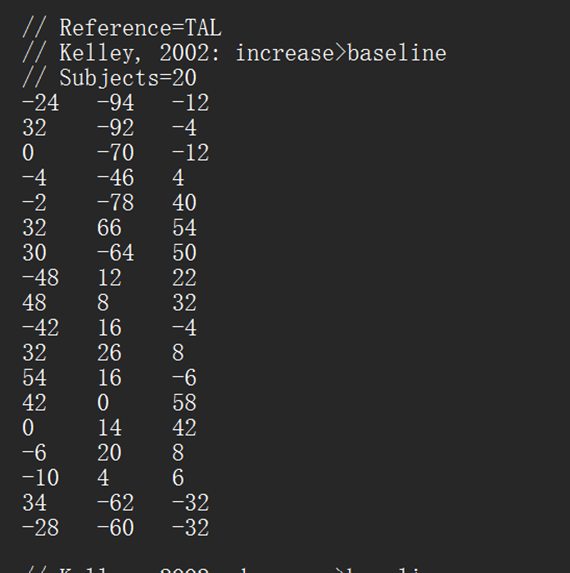 // Reference=TAL
// Kelley, 2002: increase>baseline
// Subjects=20
-24 -94 -12
32 -92 -4
0 -70 -12
-4 -46 4
-2 -78 40
32 66 54
30 -64 50
-48 12 22
48 8 32
-42 16 -4
32 26 8
54 16 -6
42 0 58
0 14 42
-6 20 8
-10 4 6
34 -62 -32
-28 -60 -32